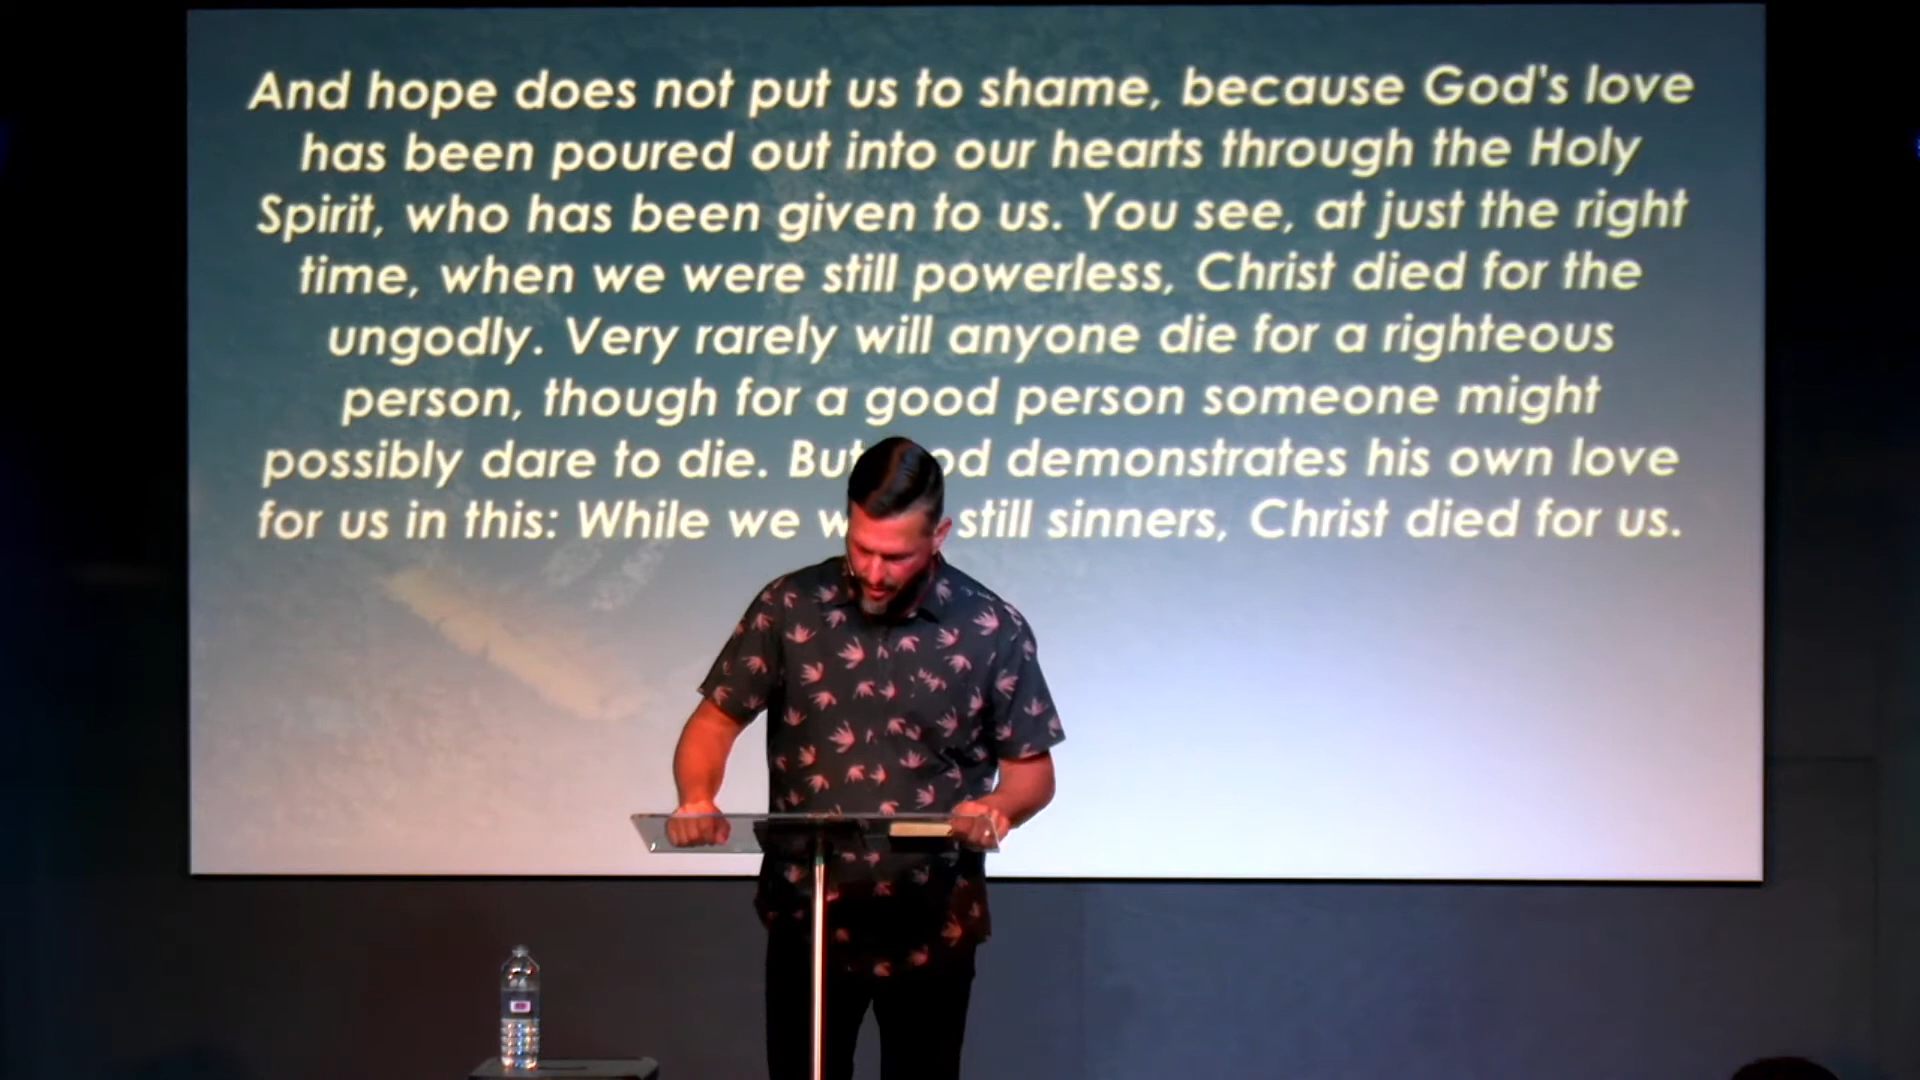 And hope does not put us to shame, because God's love
has been poured out into our hearts through the Holy
Spirit, who has been given to us. You see, at just the right
time, when we were still powerless, Christ died for the
ungodly. Very rarely will anyone die for a righteous
person, though for a good person someone might
possibly dare to die. But demonstrates his own love
for us in this: While we still sinners, Christ died for us.